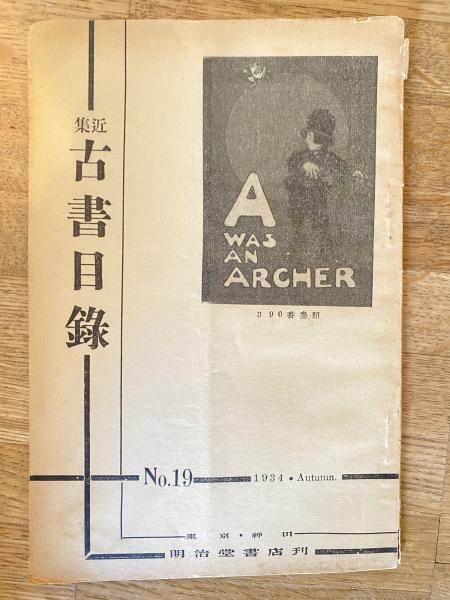 近集
古書目錄
A
WAS
AN
ARCHER
390番參照
No.19
1934・Autumn.
東京・神田
明治堂書店刊